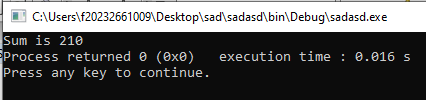 C:\Users\f20232661009\Desktop\sad\sadasd\bin\Debug\sadasd.exe
Sum is 210
Process returned 0 (0x0)   execution time : 0.016 s
Press any key to continue.